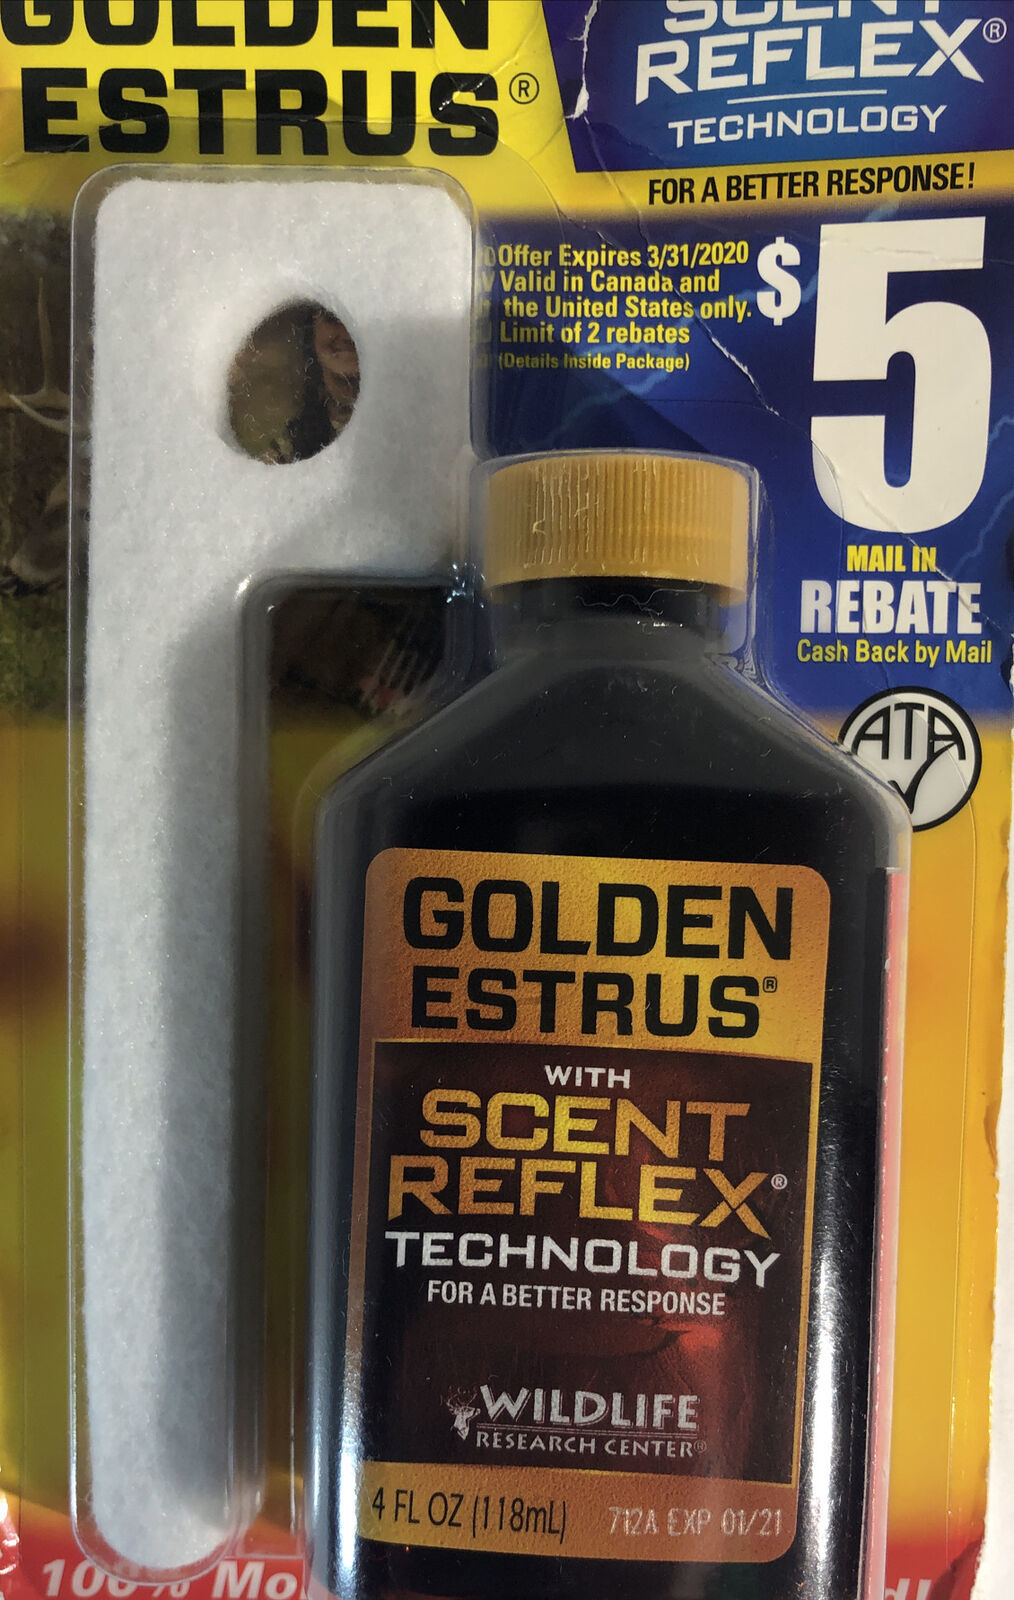 GOLDEN
ESTRUS®
SCENT
REFLEX®
TECHNOLOGY
FOR A BETTER RESPONSE!
Offer Expires 3/31/2020
Valid in Canada and
the United States only.
Limit of 2 rebates
(Details Inside Package)
$5
MAIL IN
REBATE
Cash Back by Mail
ATA
GOLDEN
ESTRUS®
WITH
SCENT
REFLEX®
TECHNOLOGY
FOR A BETTER RESPONSE
WILDLIFE
RESEARCH CENTER®
4 FL OZ (118mL) 712A EXP 01/21
100%